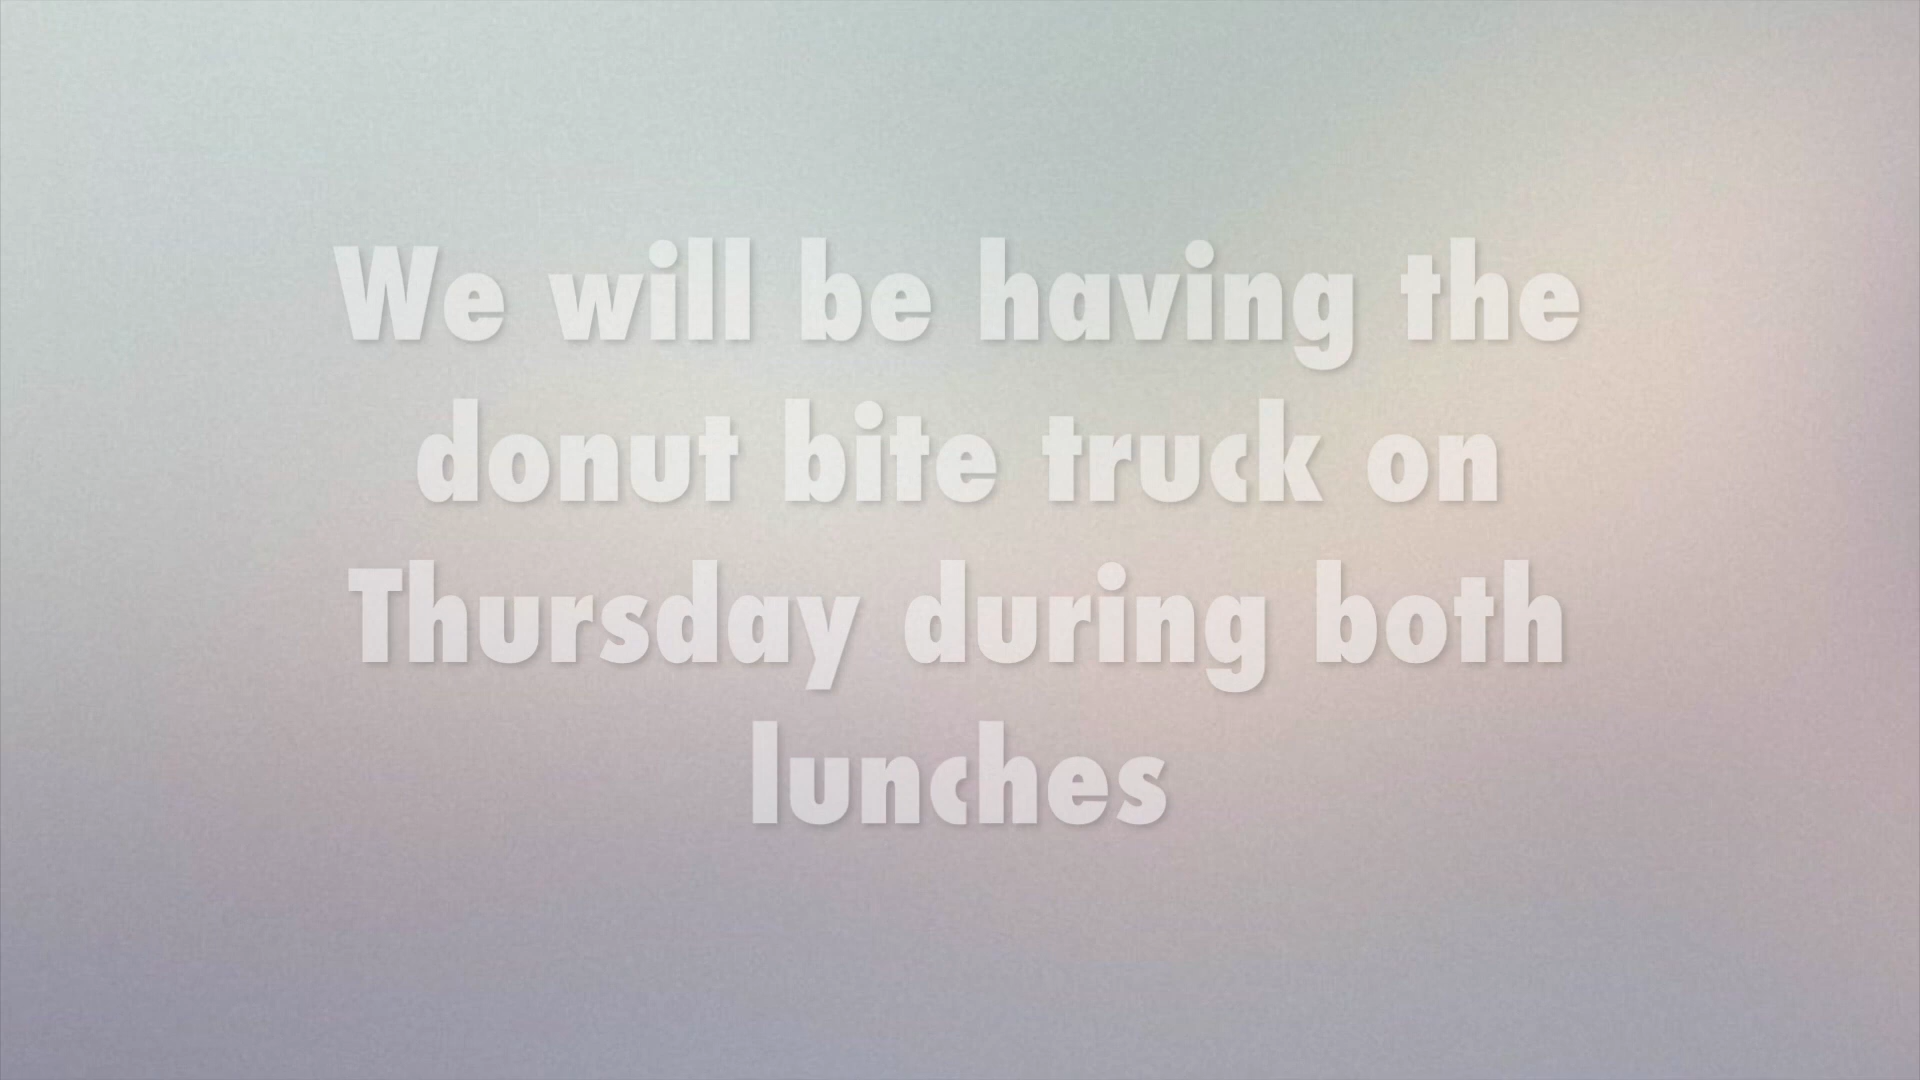 We will be having the
donut bite truck on
Thursday during both
lunches